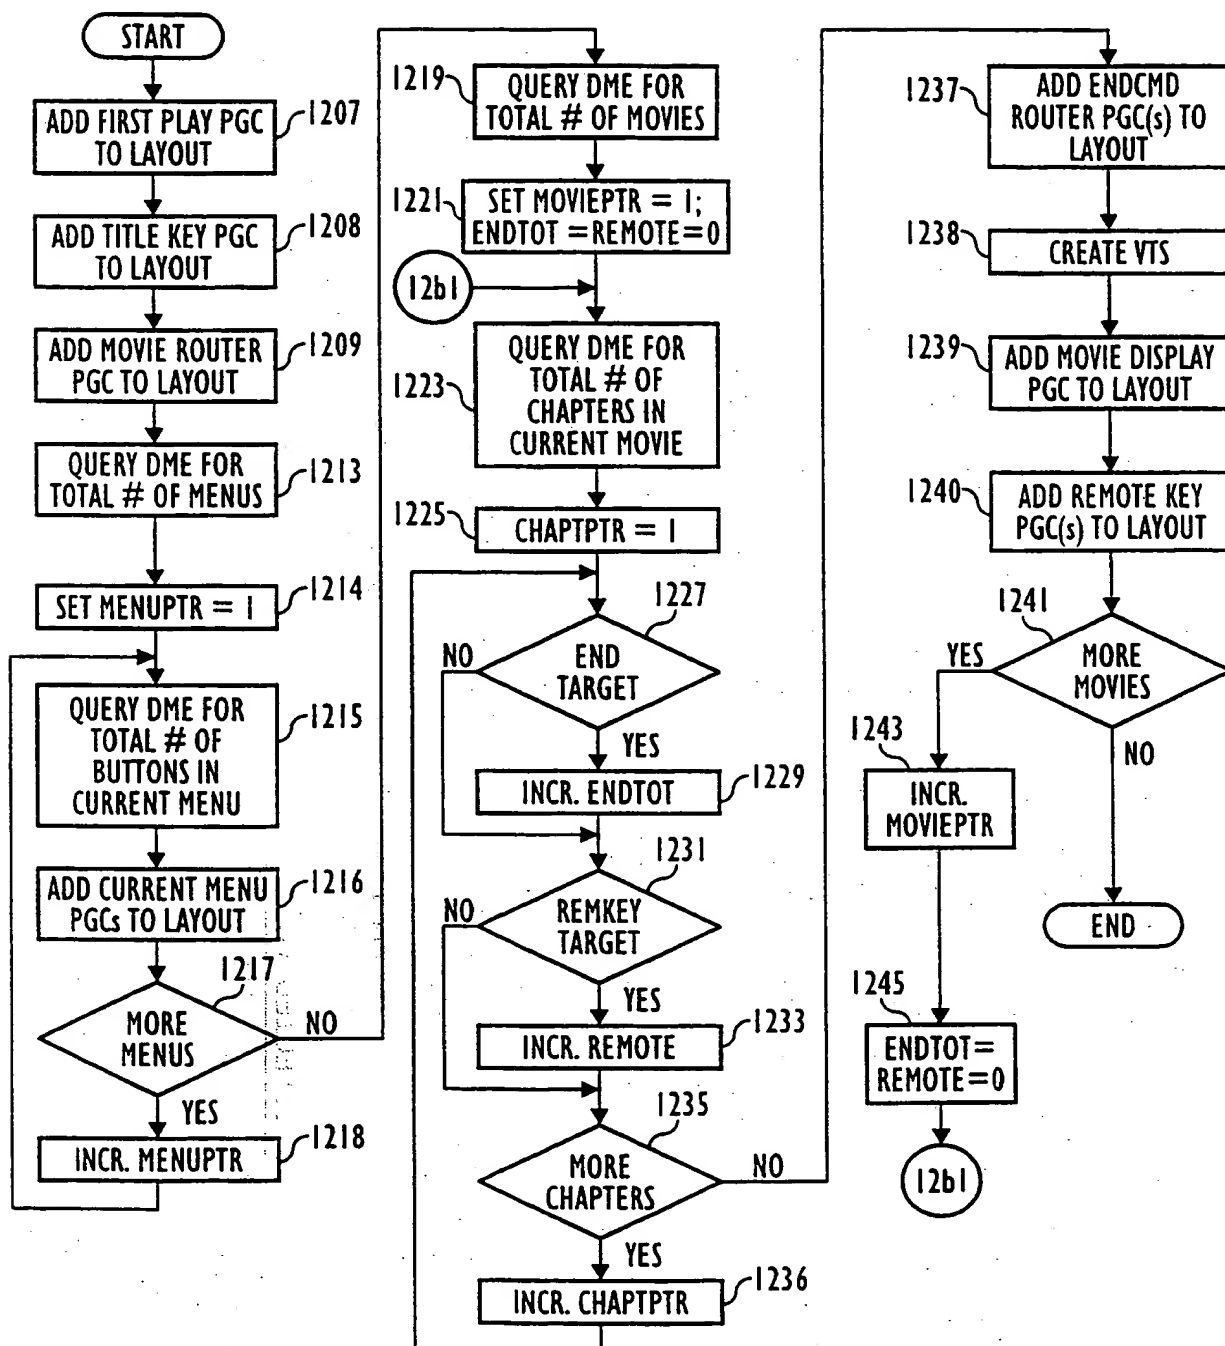 START
ADD FIRST PLAY PGC
TO LAYOUT
1207
ADD TITLE KEY PGC
TO LAYOUT
1208
ADD MOVIE ROUTER
PGC TO LAYOUT
1209
QUERY DME FOR
TOTAL # OF MENUS
1213
SET MENUPTR = 1
1214
QUERY DME FOR
TOTAL # OF
BUTTONS IN
CURRENT MENU
1215
ADD CURRENT MENU
PGCs TO LAYOUT
1216
1217
MORE
MENUS
NO
YES
INCR. MENUPTR
1218
1219
QUERY DME FOR
TOTAL # OF MOVIES
1221
SET MOVIEPTR = 1;
ENDTOT =REMOTE=0
12b1
1223
QUERY DME FOR
TOTAL # OF
CHAPTERS IN
CURRENT MOVIE
1225
CHAPTPTR = 1
1227
NO
END
TARGET
YES
INCR. ENDTOT
1229
1231
NO
REMKEY
TARGET
YES
INCR. REMOTE
1233
1235
MORE
CHAPTERS
NO
YES
INCR. CHAPTPTR
1236
1237
ADD ENDCMD
ROUTER PGC(s) TO
LAYOUT
1238
CREATE VTS
1239
ADD MOVIE DISPLAY
PGC TO LAYOUT
1240
ADD REMOTE KEY
PGC(s) TO LAYOUT
1241
YES
MORE
MOVIES
NO
1243
INCR.
MOVIEPTR
END
1245
ENDTOT=
REMOTE=0
12b1